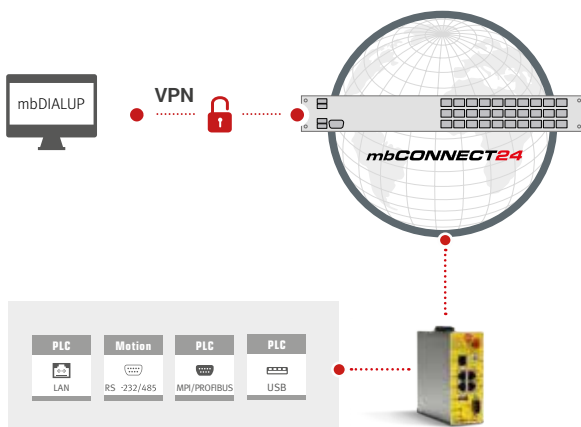 mbDIALUP
VPN
mbCONNECT24
PLC
LAN
Motion
RS -232/485
PLC
MPI/PROFIBUS
PLC
USB